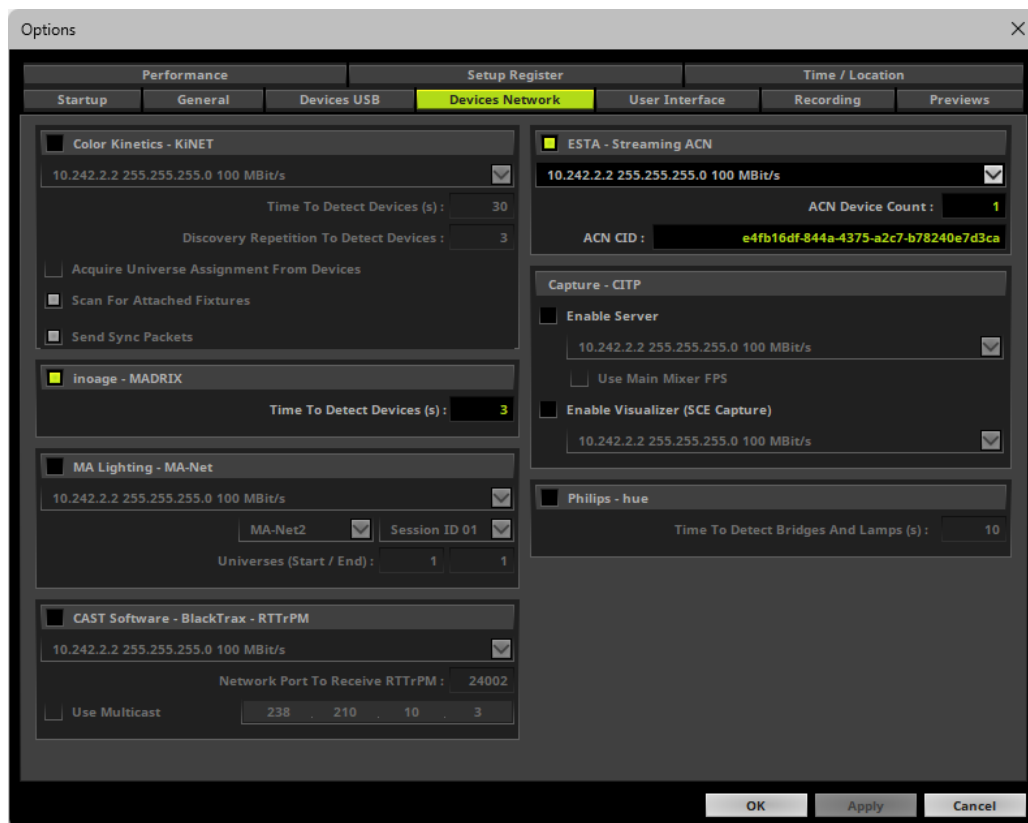 Options
Performance Setup Register Time / Location
Startup General Devices USB Devices Network User Interface Recording Previews
Color Kinetics - KiNET
10.242.2.2 255.255.255.0 100 MBit/s
Time To Detect Devices (s) : 30
Discovery Repetition To Detect Devices : 3
Acquire Universe Assignment From Devices
Scan For Attached Fixtures
Send Sync Packets
inoage - MADRIX
Time To Detect Devices (s) : 3
MA Lighting - MA-Net
10.242.2.2 255.255.255.0 100 MBit/s
MA-Net2 Session ID 01
Universes (Start / End) : 1 1
CAST Software - BlackTrax - RTTrPM
10.242.2.2 255.255.255.0 100 MBit/s
Network Port To Receive RTTrPM : 24002
Use Multicast 238 . 210 . 10 . 3
ESTA - Streaming ACN
10.242.2.2 255.255.255.0 100 MBit/s
ACN Device Count : 1
ACN CID : e4fb16df-844a-4375-a2c7-b78240e7d3ca
Capture - CITP
Enable Server
10.242.2.2 255.255.255.0 100 MBit/s
Use Main Mixer FPS
Enable Visualizer (SCE Capture)
10.242.2.2 255.255.255.0 100 MBit/s
Philips - hue
Time To Detect Bridges And Lamps (s) : 10
OK Apply Cancel